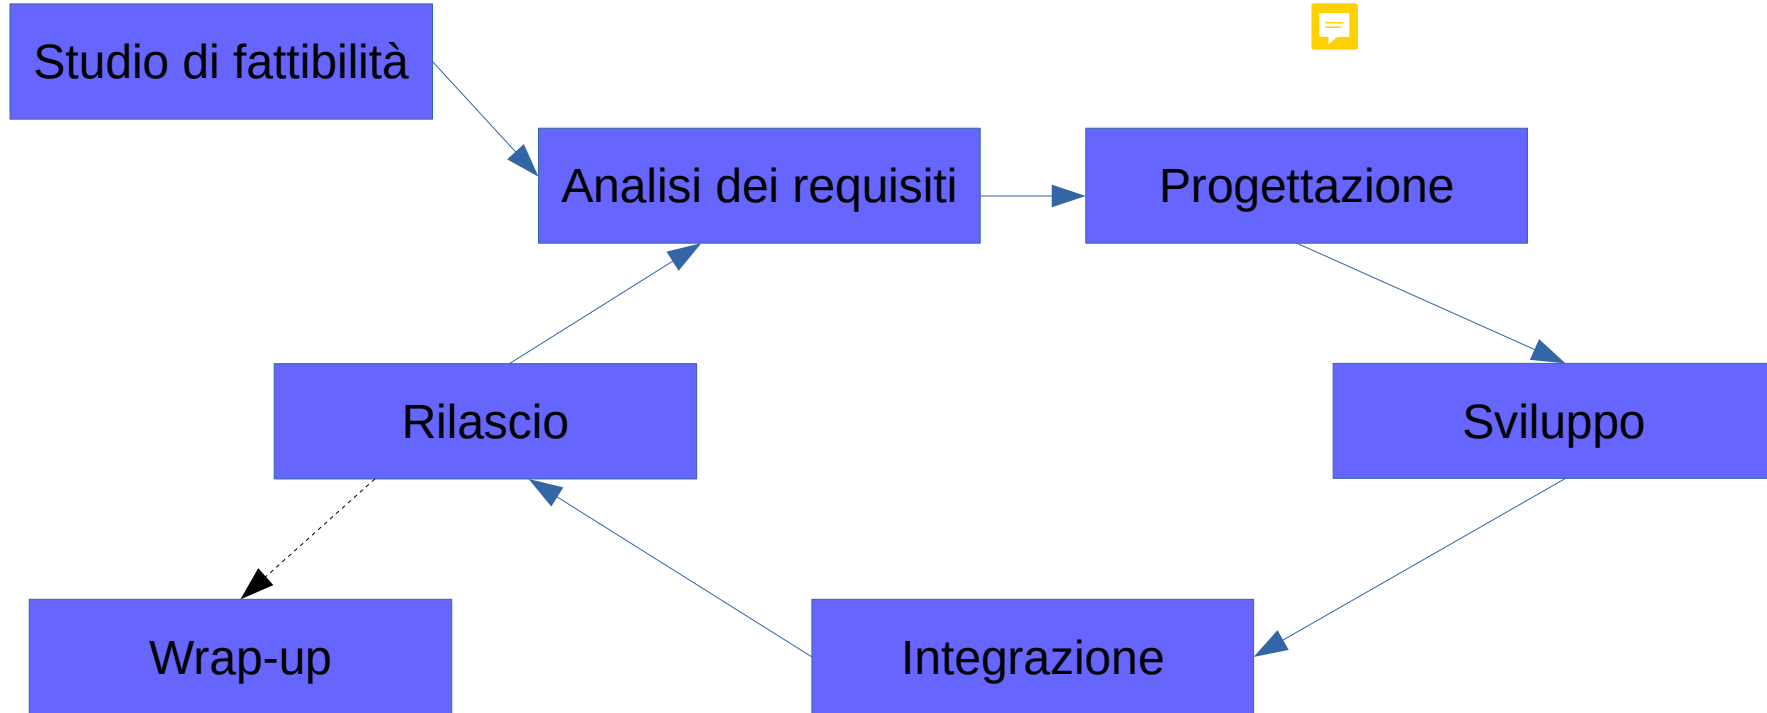 Studio di fattibilità
Analisi dei requisiti
Progettazione
Rilascio
Sviluppo
Wrap-up
Integrazione